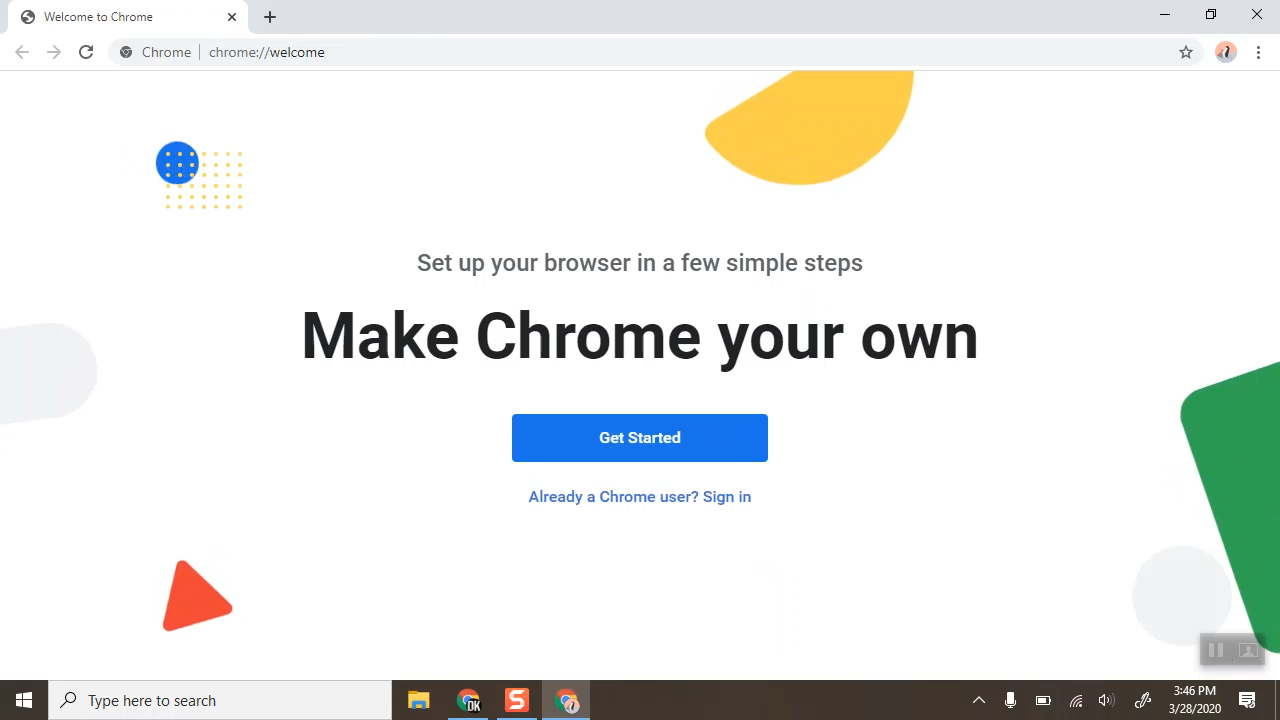 Welcome to Chrome
Chrome | chrome://welcome
Set up your browser in a few simple steps
Make Chrome your own
Get Started
Already a Chrome user? Sign in
Type here to search
DK
S
3:46 PM
3/28/2020